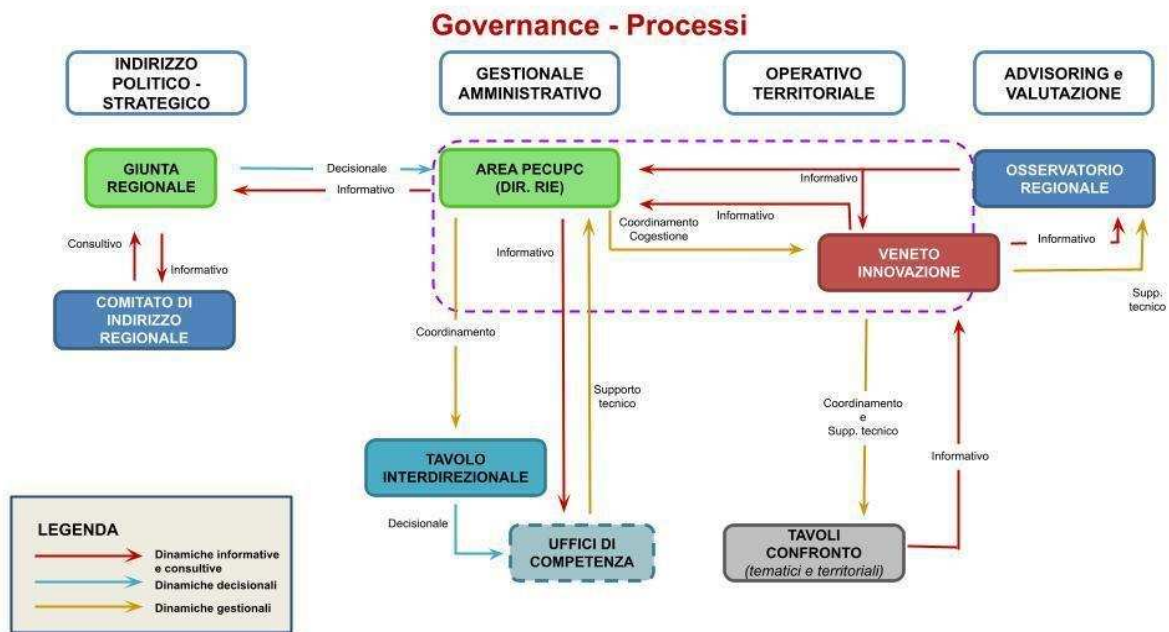 Governance - Processi
INDIRIZZO
POLITICO -
STRATEGICO
GESTIONALE
AMMINISTRATIVO
OPERATIVO
TERRITORIALE
ADVISORING e
VALUTAZIONE
GIUNTA
REGIONALE
Decisionale
Informativo
AREA PECUPC
(DIR. RIE)
Informativo
Informativo
OSSERVATORIO
REGIONALE
Coordinamento
Cogestione
Consultivo
Informativo
Informativo
VENETO
INNOVAZIONE
Informativo
COMITATO DI
INDIRIZZO
REGIONALE
Supp.
tecnico
Coordinamento
Supporto
tecnico
Coordinamento
e
Supp. tecnico
Informativo
TAVOLO
INTERDIREZIONALE
Decisionale
UFFICI DI
COMPETENZA
TAVOLI
CONFRONTO
(tematici e territoriali)
LEGENDA
Dinamiche informative
e consultive
Dinamiche decisionali
Dinamiche gestionali